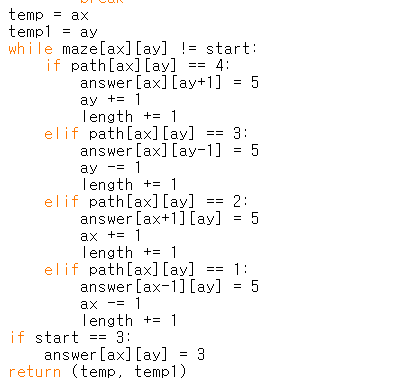 break
temp = ax
temp1 = ay
while maze[ax][ay] != start:
    if path[ax][ay] == 4:
        answer[ax][ay+1] = 5
        ay += 1
        length += 1
    elif path[ax][ay] == 3:
        answer[ax][ay-1] = 5
        ay -= 1
        length += 1
    elif path[ax][ay] == 2:
        answer[ax+1][ay] = 5
        ax += 1
        length += 1
    elif path[ax][ay] == 1:
        answer[ax-1][ay] = 5
        ax -= 1
        length += 1
if start == 3:
    answer[ax][ay] = 3
return (temp, temp1)